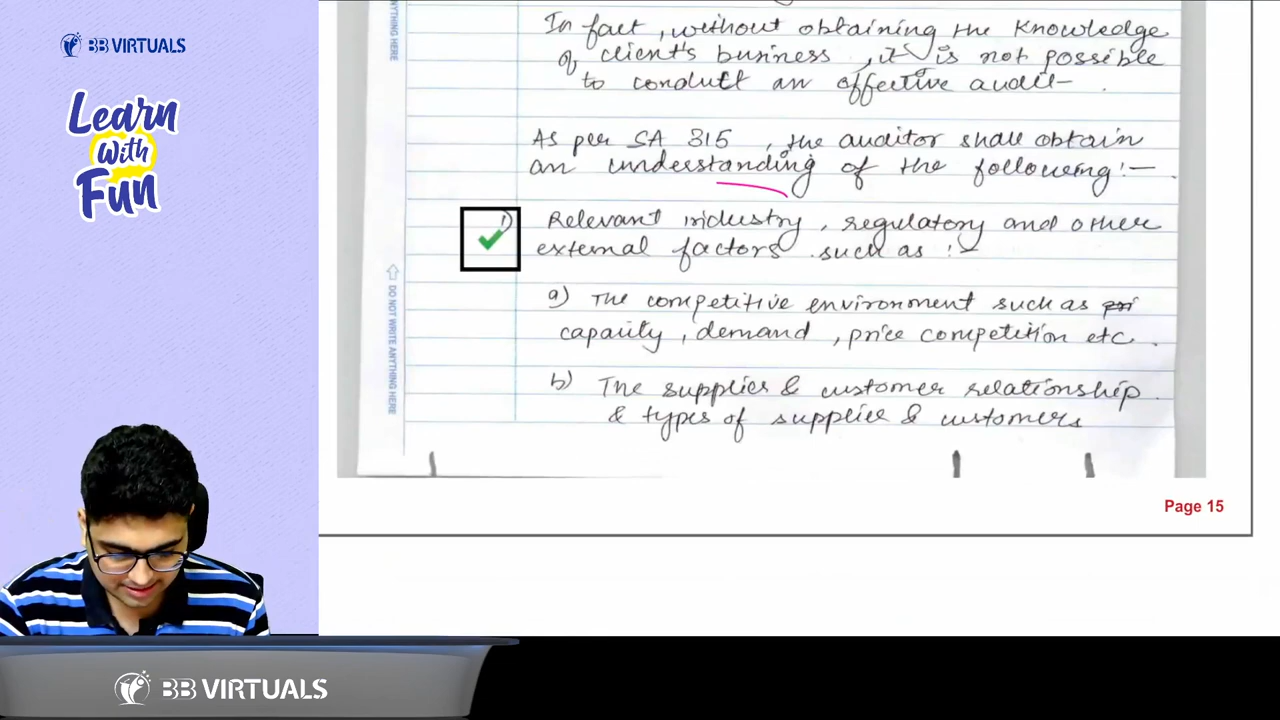 BB VIRTUALS
Learn
with
Fun
YTHING HERE
In fact, without obtaining the Knowledge
of client's business, it is not possible
to conduct an effective audit.
As per SA 315, the auditor shall obtain
an understanding of the following :-
1) Relevant industry, regulatory and other
external factors such as :-
a) The competitive environment such as pri
capacity, demand, price competition etc.
b) The supplier & customer relationship
& types of supplier & customers
DO NOT WRITE ANYTHING HERE
Page 15
BB VIRTUALS